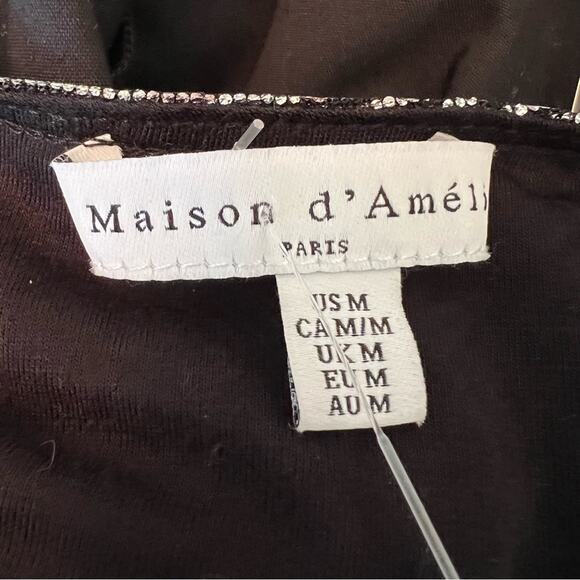 Maison d'Améli
PARIS
US M
CA M/M
UK M
EU M
AU M